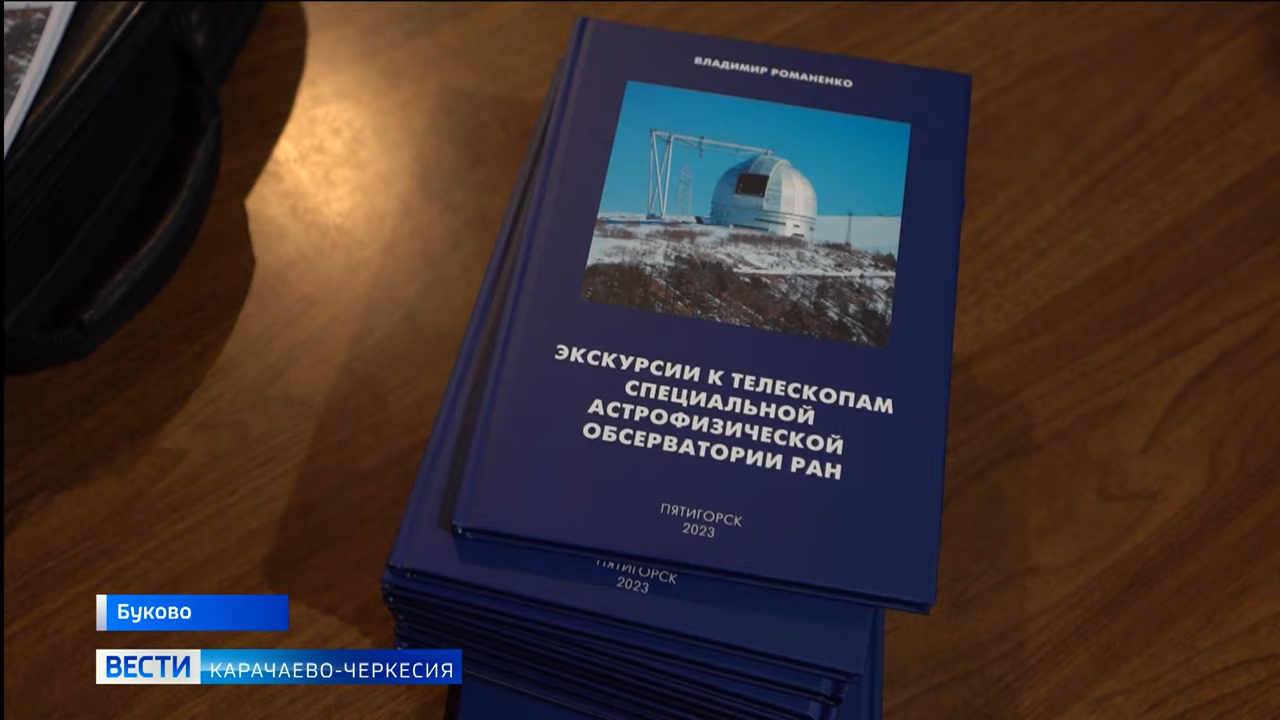 ВЛАДИМИР РОМАНЕНКО
ЭКСКУРСИИ К ТЕЛЕСКОПАМ
СПЕЦИАЛЬНОЙ
АСТРОФИЗИЧЕСКОЙ
ОБСЕРВАТОРИИ РАН
ПЯТИГОРСК
2023
ПЯТИГОРСК
2023
Буково
ВЕСТИ КАРАЧАЕВО-ЧЕРКЕСИЯ